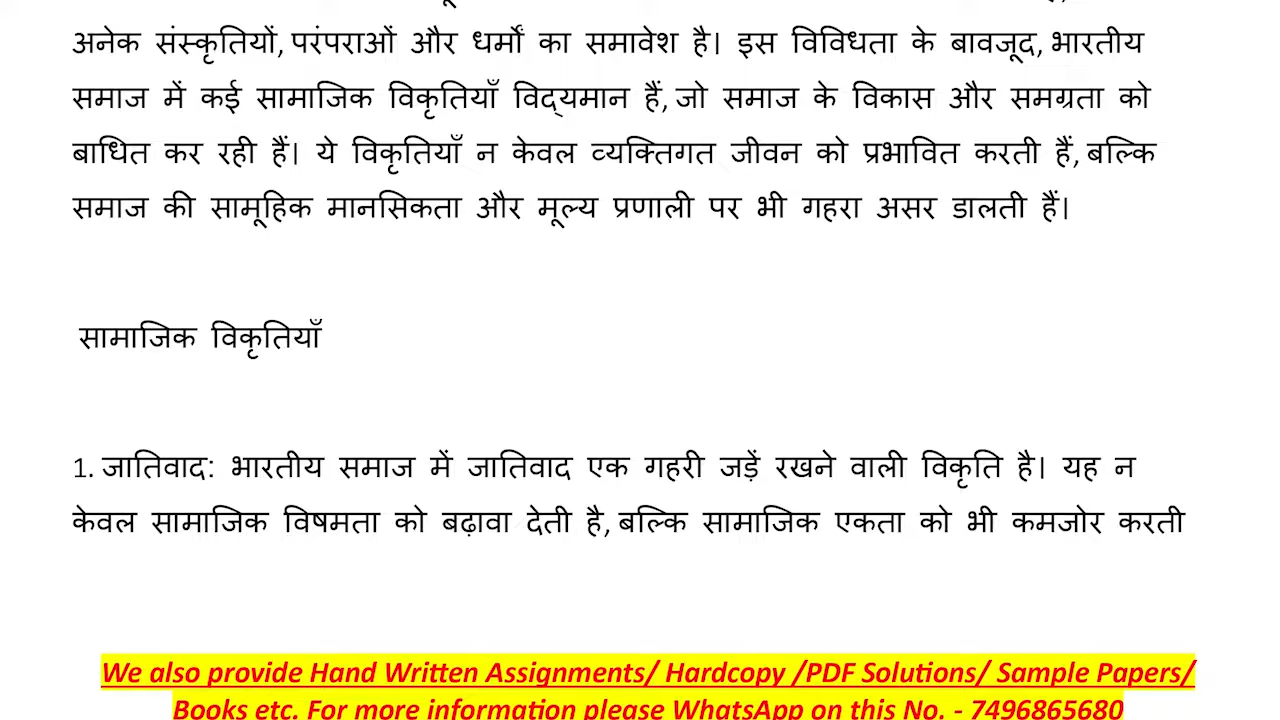 अनेक संस्कृतियों, परंपराओं और धर्मों का समावेश है। इस विविधता के बावजूद, भारतीय
समाज में कई सामाजिक विकृतियाँ विद्यमान हैं, जो समाज के विकास और समग्रता को
बाधित कर रही हैं। ये विकृतियाँ न केवल व्यक्तिगत जीवन को प्रभावित करती हैं, बल्कि
समाज की सामूहिक मानसिकता और मूल्य प्रणाली पर भी गहरा असर डालती हैं।
सामाजिक विकृतियाँ
1. जातिवाद: भारतीय समाज में जातिवाद एक गहरी जड़ें रखने वाली विकृति है। यह न
केवल सामाजिक विषमता को बढ़ावा देती है, बल्कि सामाजिक एकता को भी कमजोर करती
We also provide Hand Written Assignments/ Hardcopy /PDF Solutions/ Sample Papers/
Books etc. For more information please WhatsApp on this No. - 7496865680